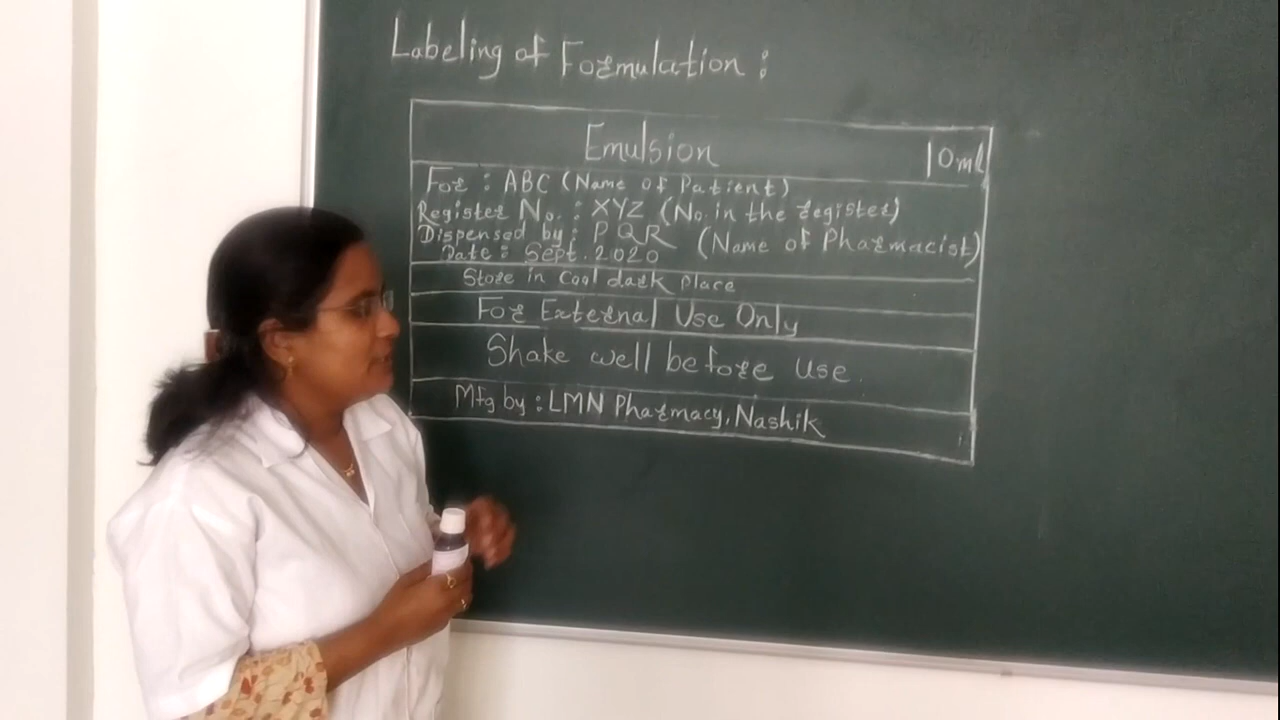 Labeling of Formulation :
Emulsion 10ml
For : ABC (Name of Patient)
Register No. : XYZ (No. in the register)
Dispensed by : PQR (Name of Pharmacist)
Date : Sept. 2020
Store in cool dark place
For External Use Only
Shake well before use.
Mfg by : LMN Pharmacy, Nashik